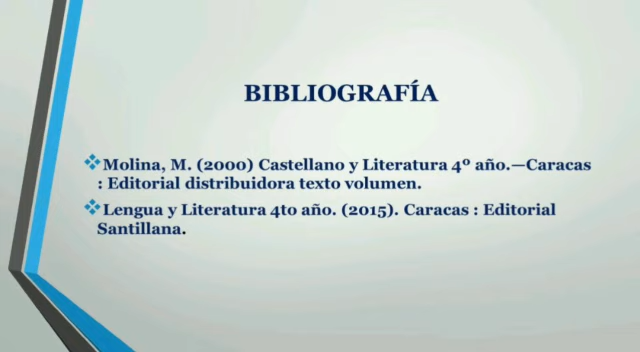 BIBLIOGRAFÍA
Molina, M. (2000) Castellano y Literatura 4º año.—Caracas
: Editorial distribuidora texto volumen.
Lengua y Literatura 4to año. (2015). Caracas : Editorial
Santillana.